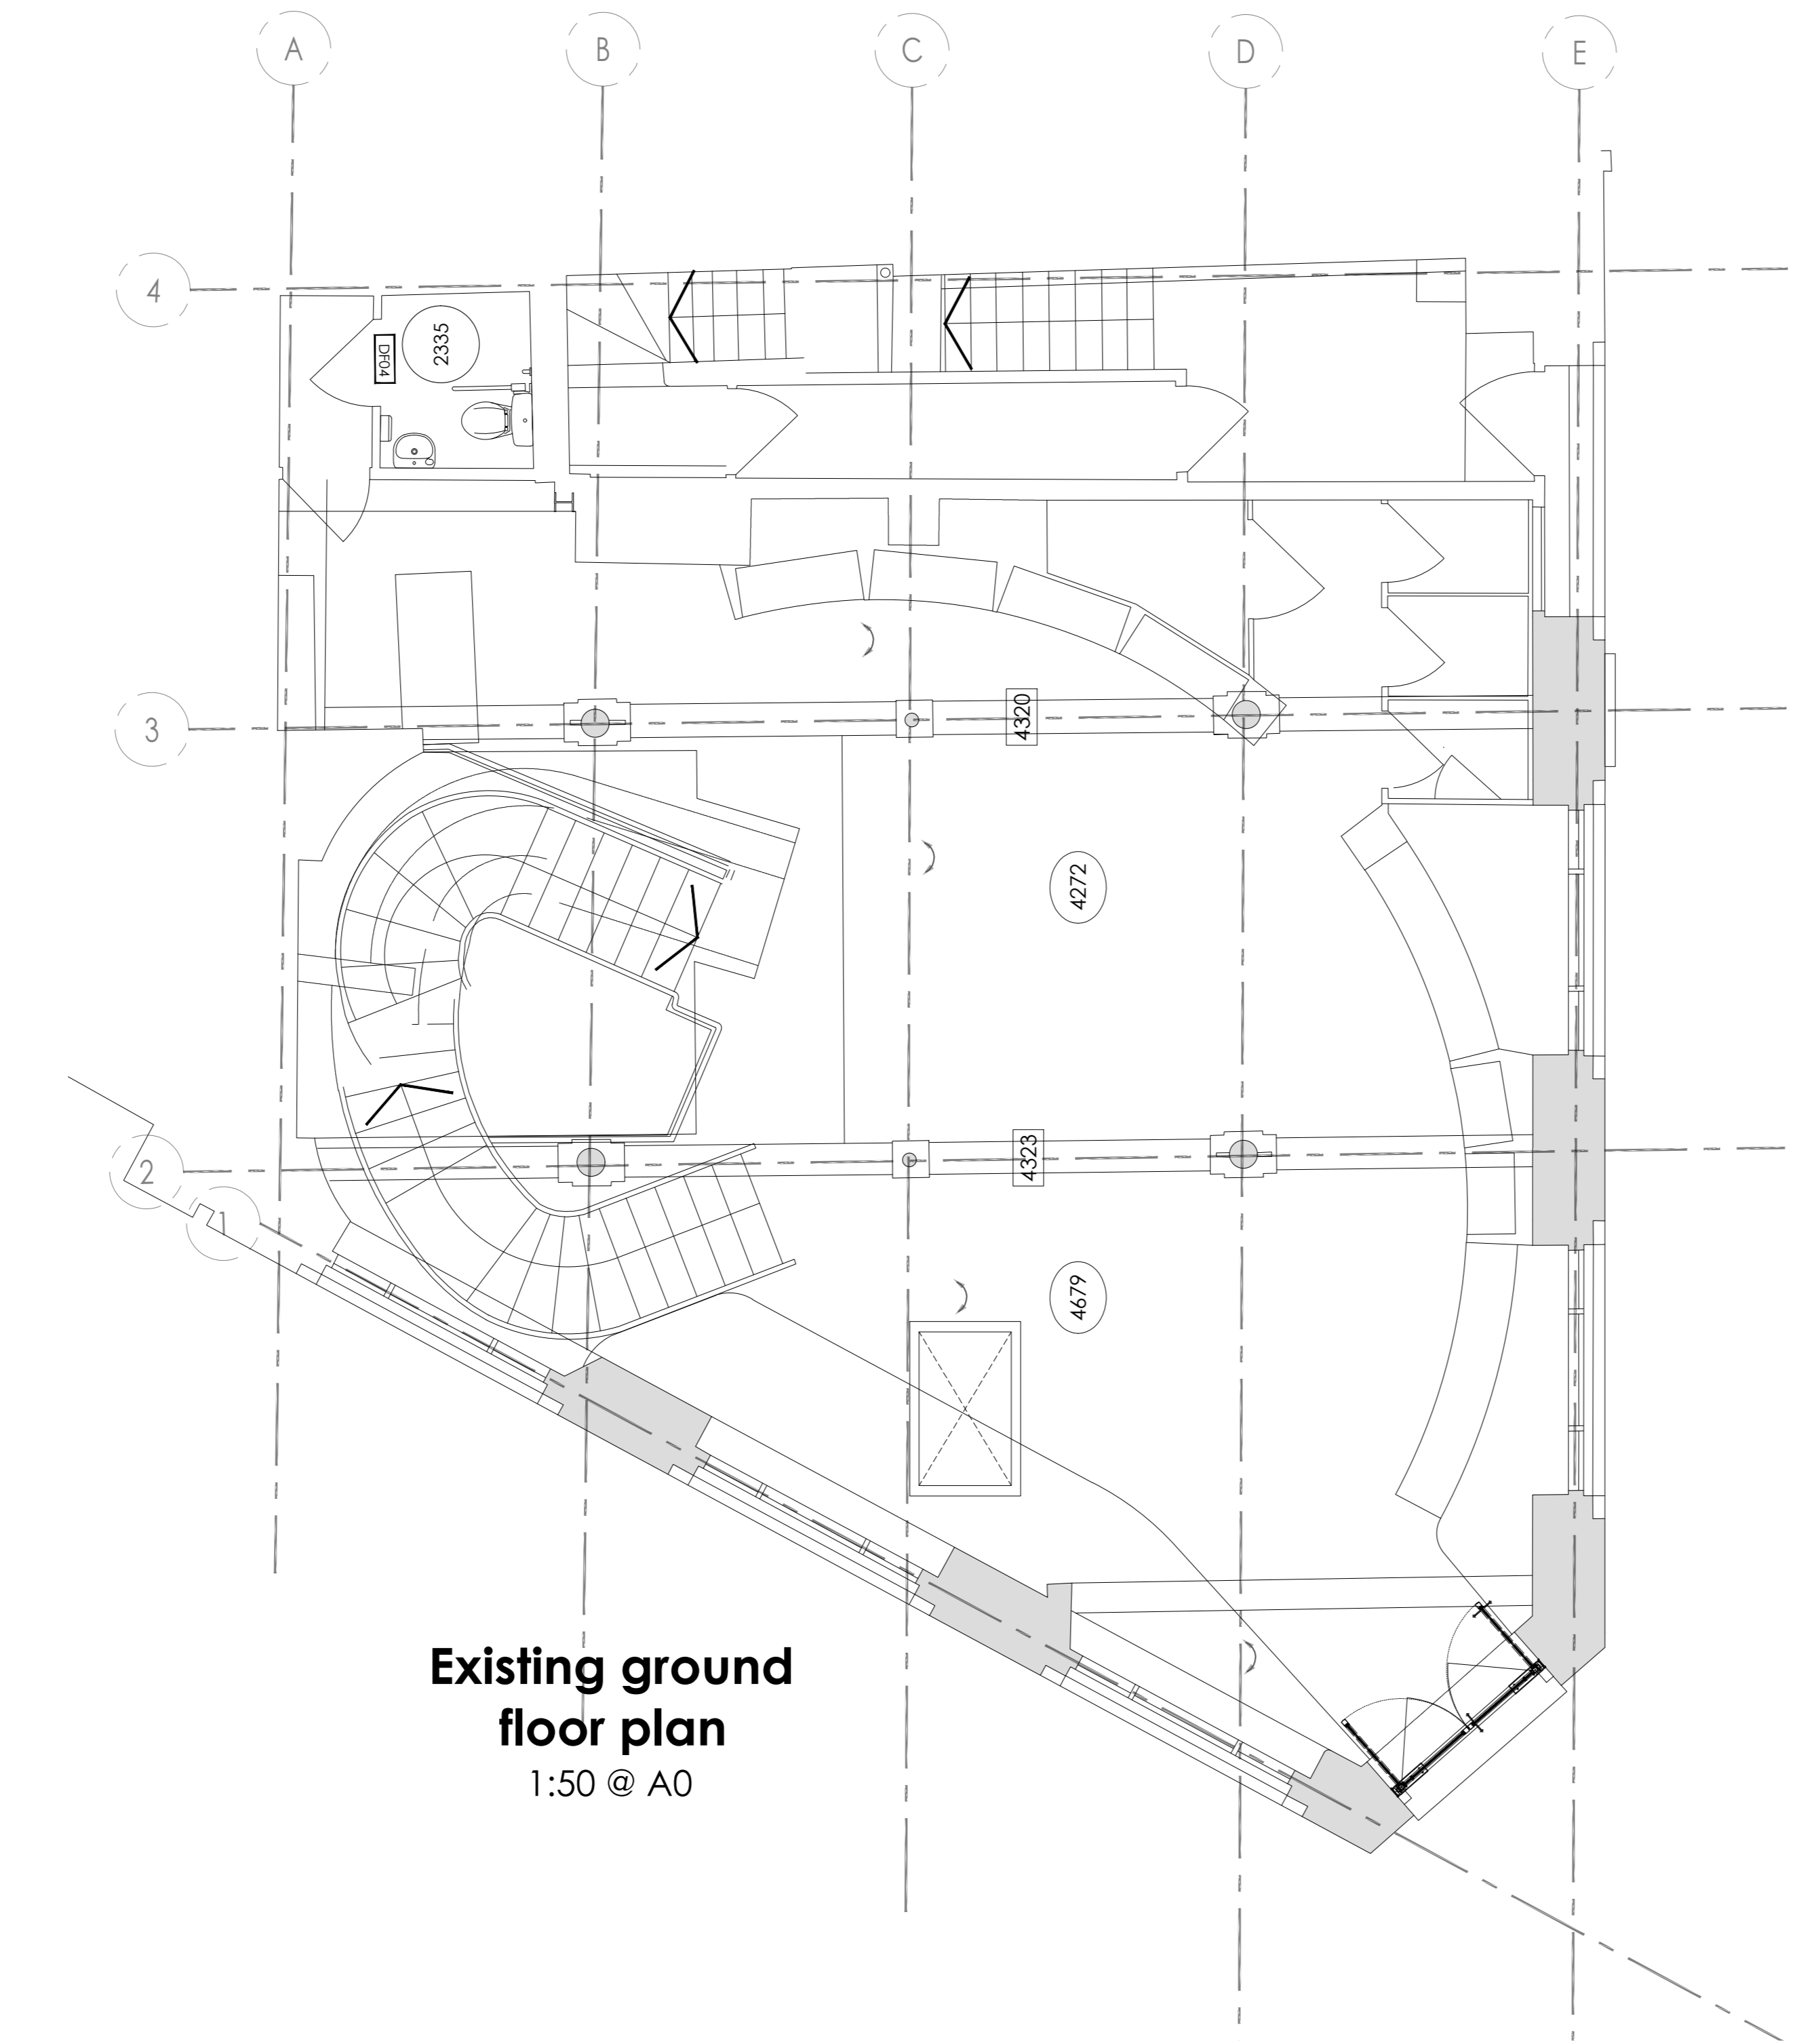 A
B
C
D
E
4
2335
DF04
3
4320
4272
2
4323
1
4679
Existing ground
floor plan
1:50 @ A0